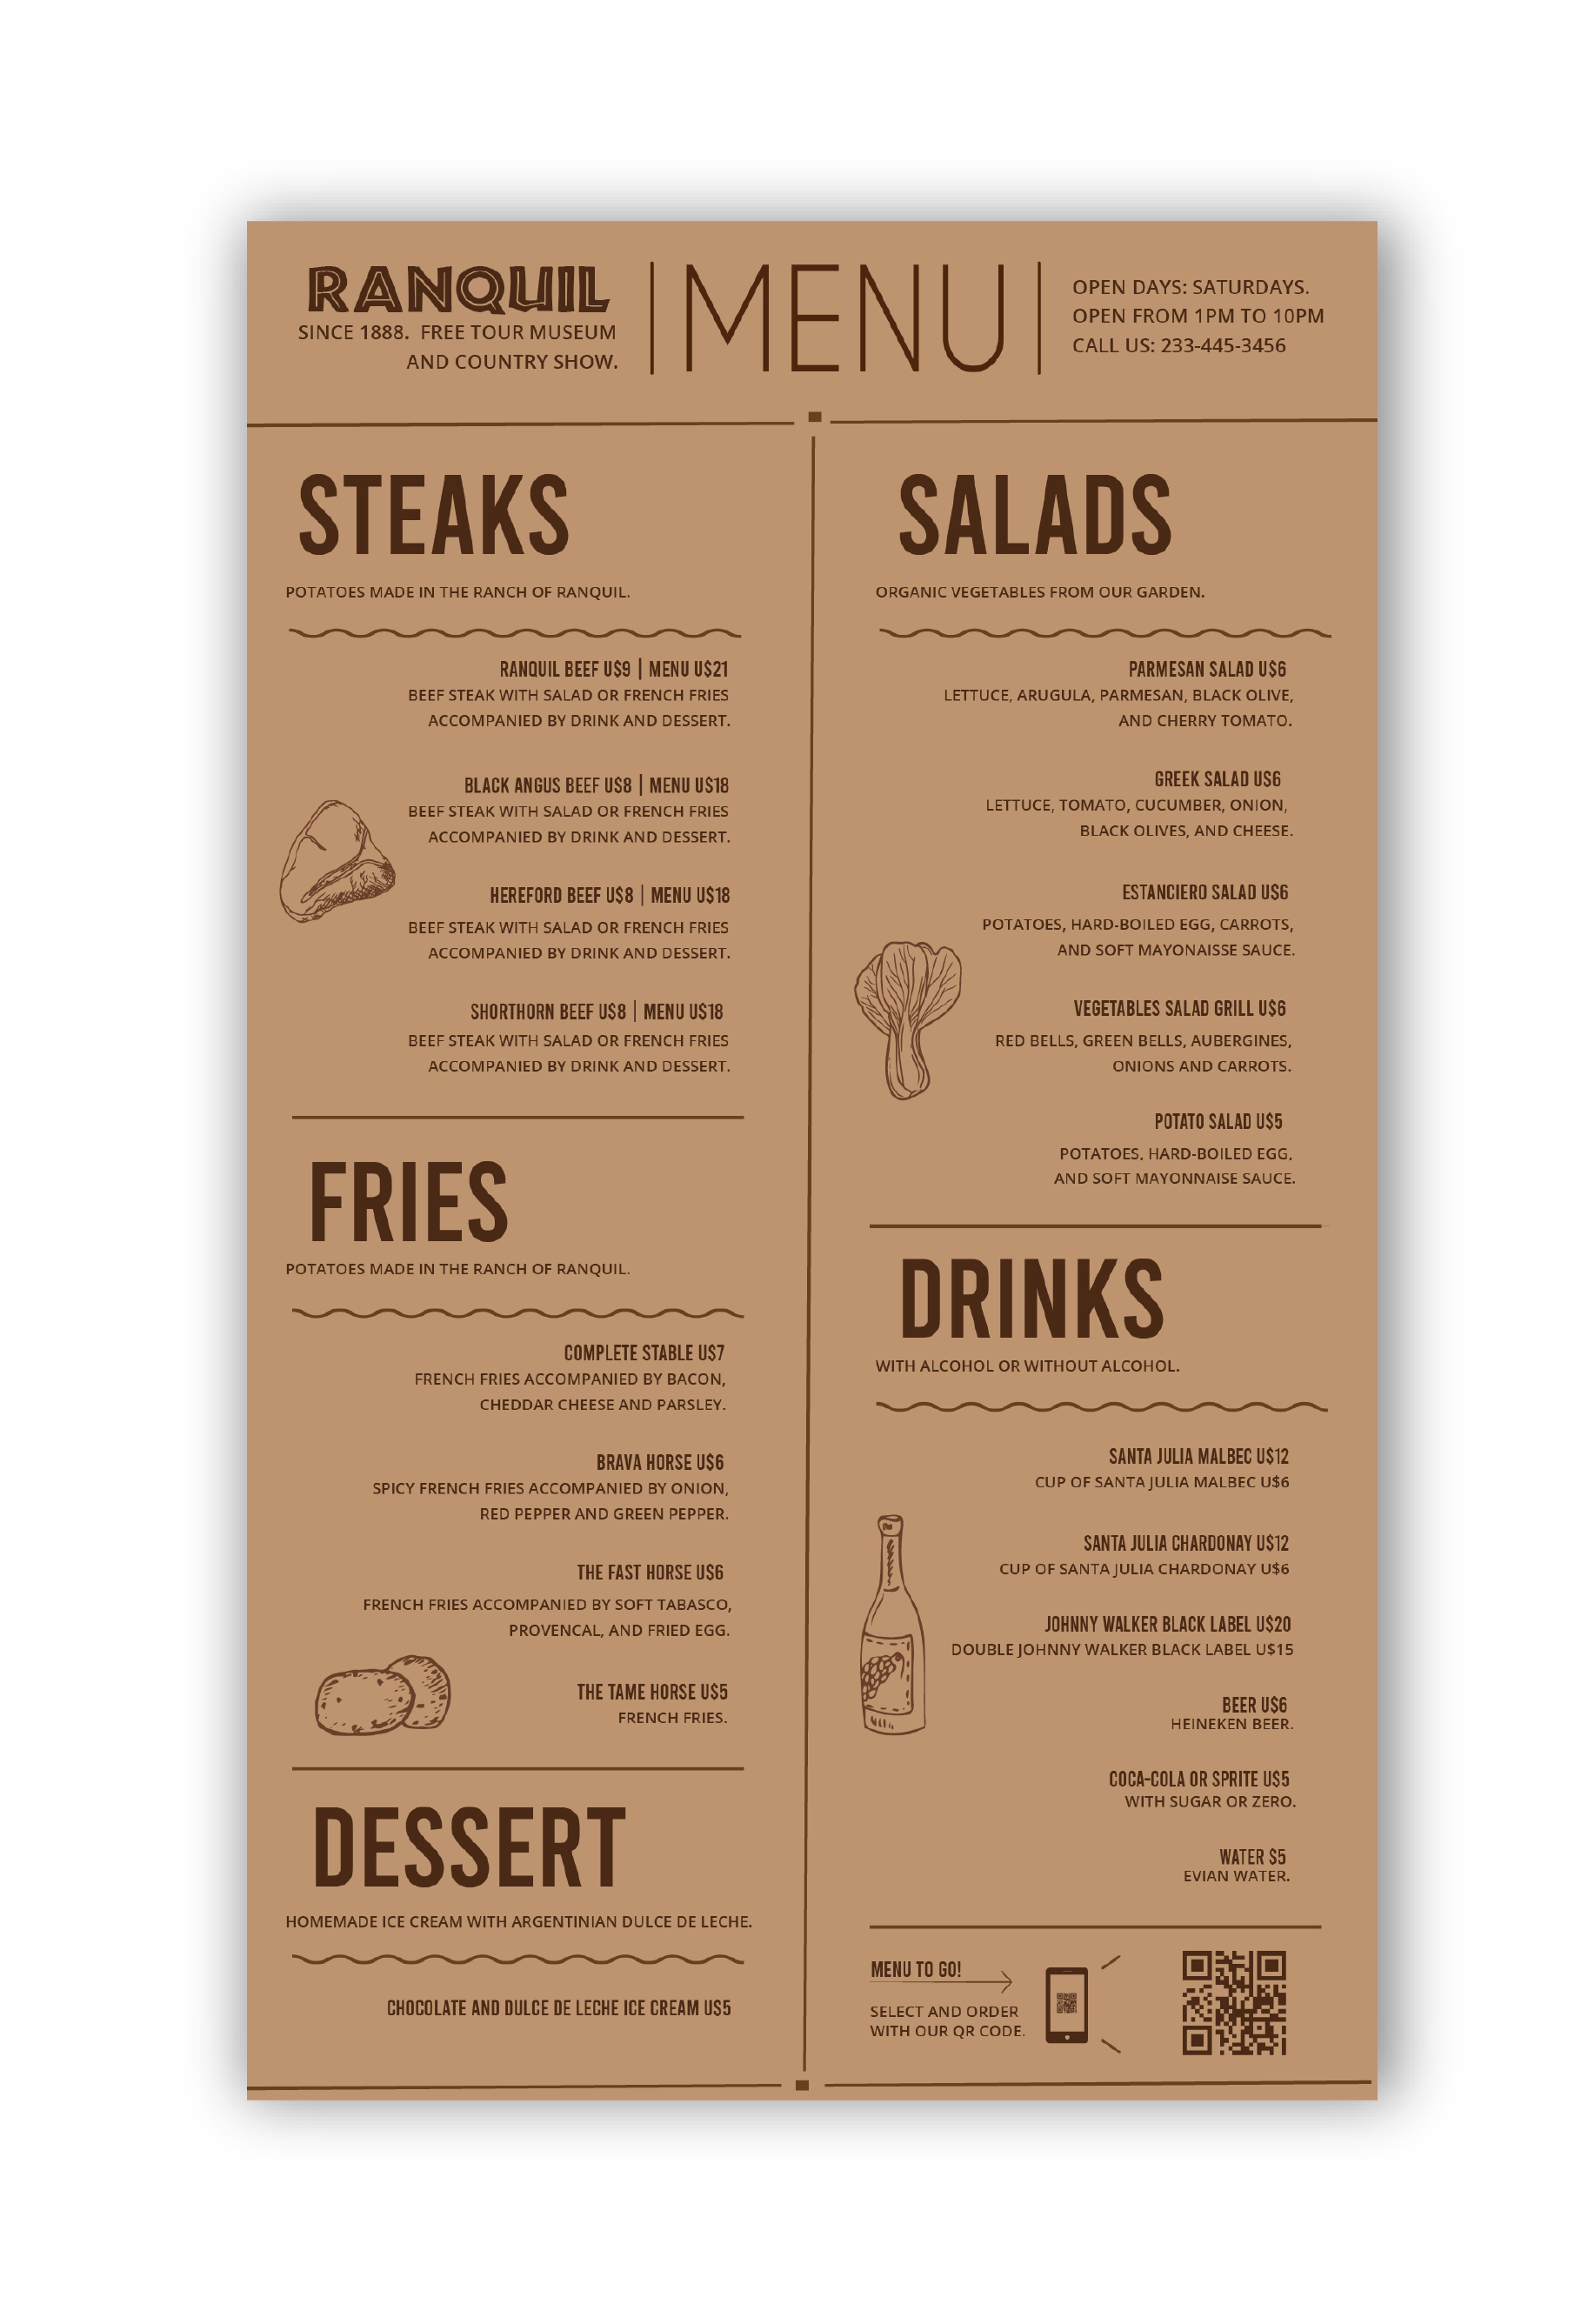 RANQUIL
SINCE 1888. FREE TOUR MUSEUM
AND COUNTRY SHOW.
MENU
OPEN DAYS: SATURDAYS.
OPEN FROM 1PM TO 10PM
CALL US: 233-445-3456
STEAKS
POTATOES MADE IN THE RANCH OF RANQUIL.
RANQUIL BEEF U$9 | MENU U$21
BEEF STEAK WITH SALAD OR FRENCH FRIES
ACCOMPANIED BY DRINK AND DESSERT.
BLACK ANGUS BEEF U$8 | MENU U$18
BEEF STEAK WITH SALAD OR FRENCH FRIES
ACCOMPANIED BY DRINK AND DESSERT.
HEREFORD BEEF U$8 | MENU U$18
BEEF STEAK WITH SALAD OR FRENCH FRIES
ACCOMPANIED BY DRINK AND DESSERT.
SHORTHORN BEEF U$8 | MENU U$18
BEEF STEAK WITH SALAD OR FRENCH FRIES
ACCOMPANIED BY DRINK AND DESSERT.
FRIES
POTATOES MADE IN THE RANCH OF RANQUIL.
COMPLETE STABLE U$7
FRENCH FRIES ACCOMPANIED BY BACON,
CHEDDAR CHEESE AND PARSLEY.
BRAVA HORSE U$6
SPICY FRENCH FRIES ACCOMPANIED BY ONION,
RED PEPPER AND GREEN PEPPER.
THE FAST HORSE U$6
FRENCH FRIES ACCOMPANIED BY SOFT TABASCO,
PROVENCAL, AND FRIED EGG.
THE TAME HORSE U$5
FRENCH FRIES.
DESSERT
HOMEMADE ICE CREAM WITH ARGENTINIAN DULCE DE LECHE.
CHOCOLATE AND DULCE DE LECHE ICE CREAM U$5
SALADS
ORGANIC VEGETABLES FROM OUR GARDEN.
PARMESAN SALAD U$6
LETTUCE, ARUGULA, PARMESAN, BLACK OLIVE,
AND CHERRY TOMATO.
GREEK SALAD U$6
LETTUCE, TOMATO, CUCUMBER, ONION,
BLACK OLIVES, AND CHEESE.
ESTANCIERO SALAD U$6
POTATOES, HARD-BOILED EGG, CARROTS,
AND SOFT MAYONAISSE SAUCE.
VEGETABLES SALAD GRILL U$6
RED BELLS, GREEN BELLS, AUBERGINES,
ONIONS AND CARROTS.
POTATO SALAD U$5
POTATOES, HARD-BOILED EGG,
AND SOFT MAYONNAISE SAUCE.
DRINKS
WITH ALCOHOL OR WITHOUT ALCOHOL.
SANTA JULIA MALBEC U$12
CUP OF SANTA JULIA MALBEC U$6
SANTA JULIA CHARDONAY U$12
CUP OF SANTA JULIA CHARDONAY U$6
JOHNNY WALKER BLACK LABEL U$20
DOUBLE JOHNNY WALKER BLACK LABEL U$15
BEER U$6
HEINEKEN BEER.
COCA-COLA OR SPRITE U$5
WITH SUGAR OR ZERO.
WATER $5
EVIAN WATER.
MENU TO GO!
SELECT AND ORDER
WITH OUR QR CODE.